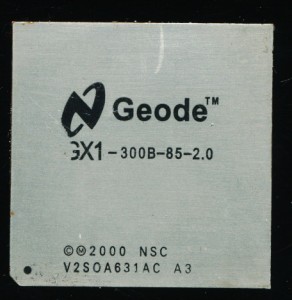 Geode™
GX1-300B-85-2.0
©Ⓜ2000 NSC
V2SOA631AC A3